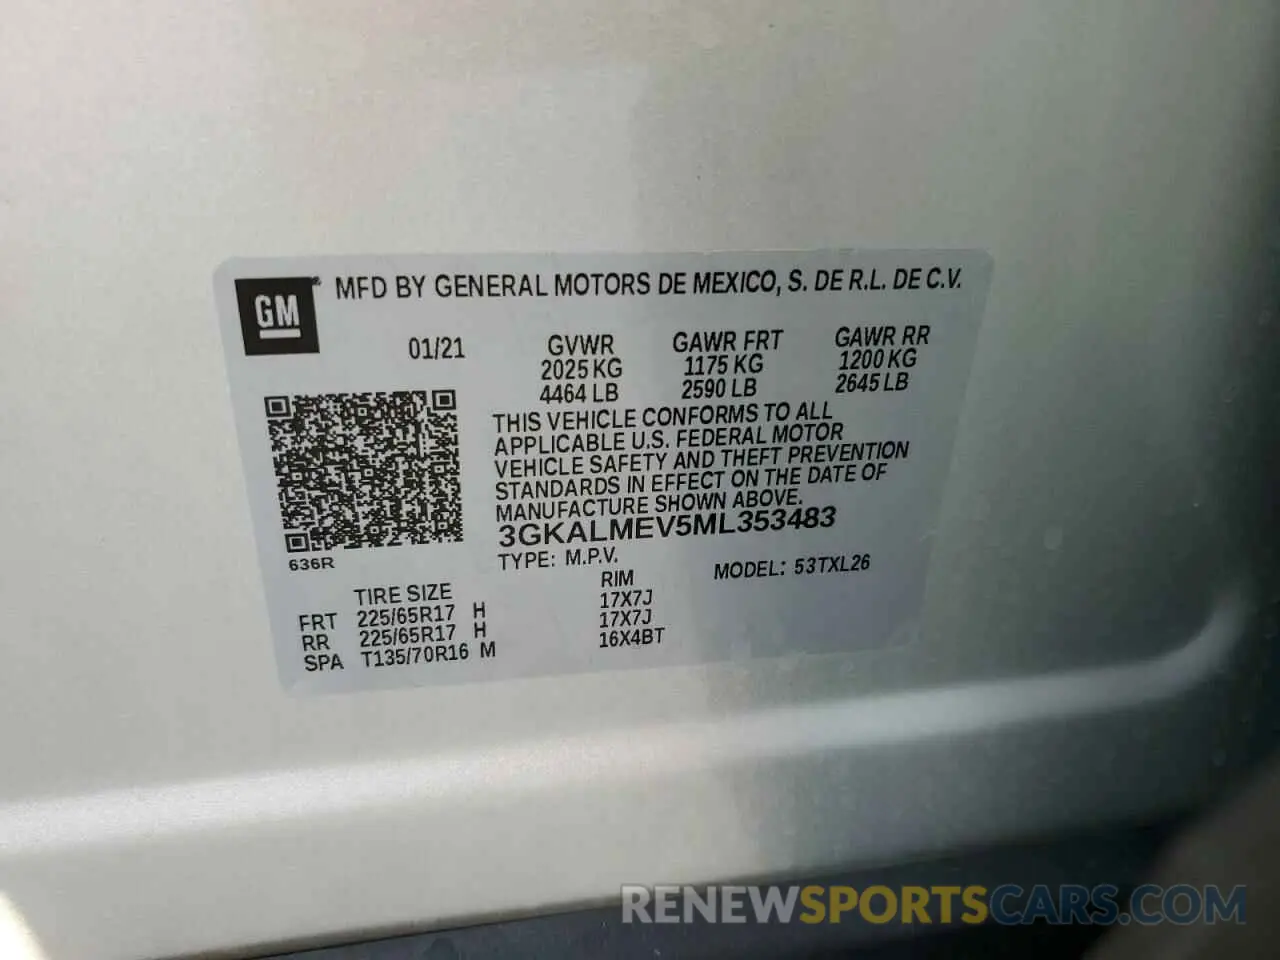 GM
MFD BY GENERAL MOTORS DE MEXICO, S. DE R.L. DE C.V.
01/21
GVWR
2025 KG
4464 LB
GAWR FRT
1175 KG
2590 LB
GAWR RR
1200 KG
2645 LB
THIS VEHICLE CONFORMS TO ALL
APPLICABLE U.S. FEDERAL MOTOR
VEHICLE SAFETY AND THEFT PREVENTION
STANDARDS IN EFFECT ON THE DATE OF
MANUFACTURE SHOWN ABOVE.
3GKALMEV5ML353483
TYPE: M.P.V.
MODEL: 53TXL26
636R
TIRE SIZE
RIM
FRT 225/65R17 H 17X7J
RR 225/65R17 H 17X7J
SPA T135/70R16 M 16X4BT
RENEWSPORTSCARS.COM